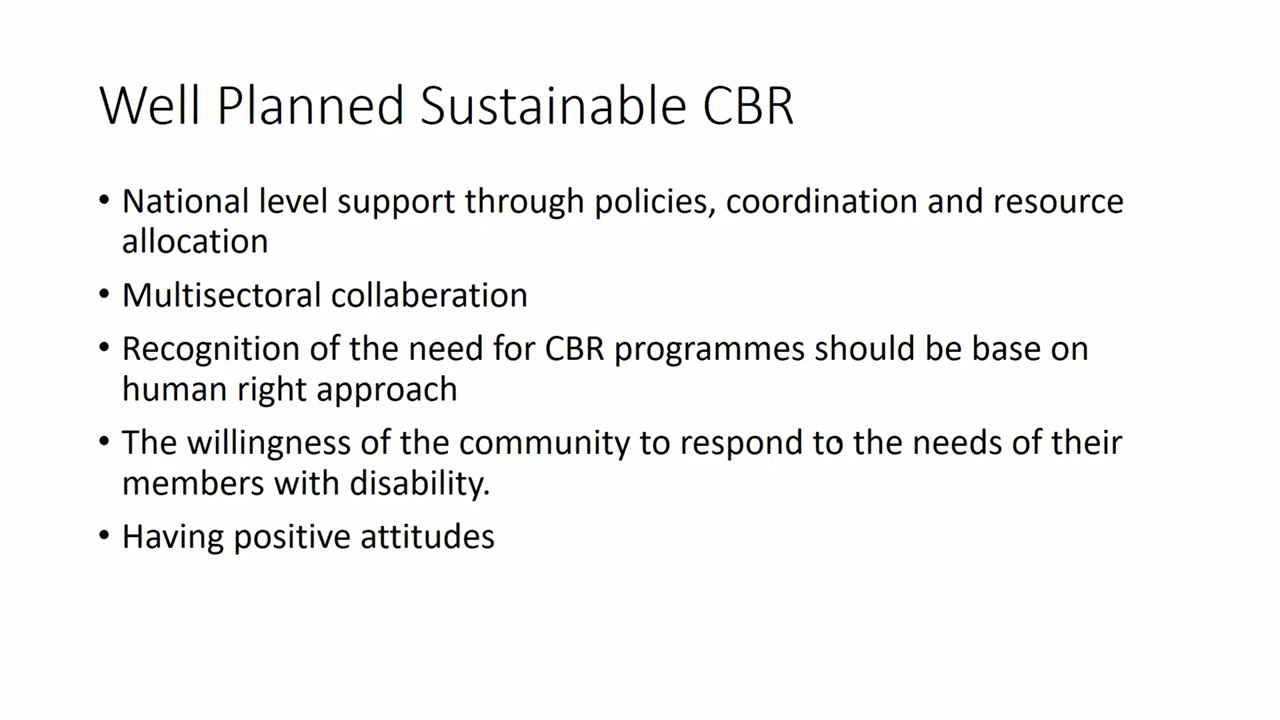 Well Planned Sustainable CBR
• National level support through policies, coordination and resource
allocation
• Multisectoral collaberation
• Recognition of the need for CBR programmes should be base on
human right approach
• The willingness of the community to respond to the needs of their
members with disability.
• Having positive attitudes